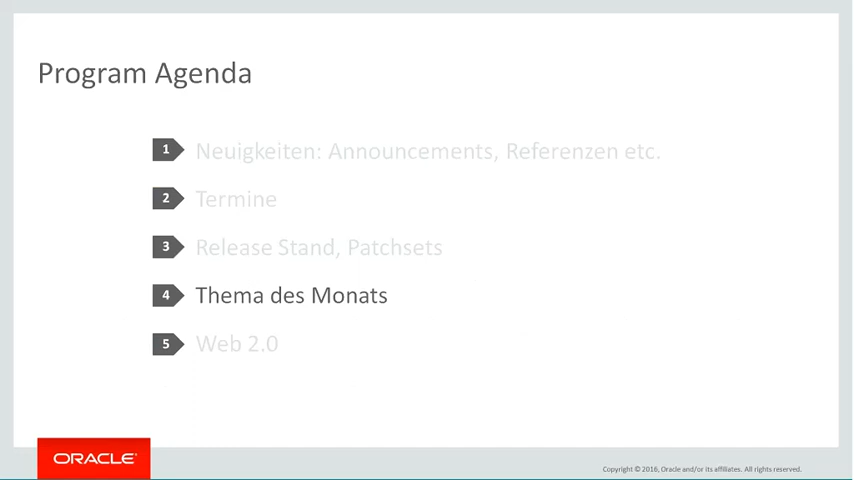 Program Agenda
1 Neuigkeiten: Announcements, Referenzen etc.
2 Termine
3 Release Stand, Patchsets
4 Thema des Monats
5 Web 2.0
ORACLE
Copyright © 2016, Oracle and/or its affiliates. All rights reserved.